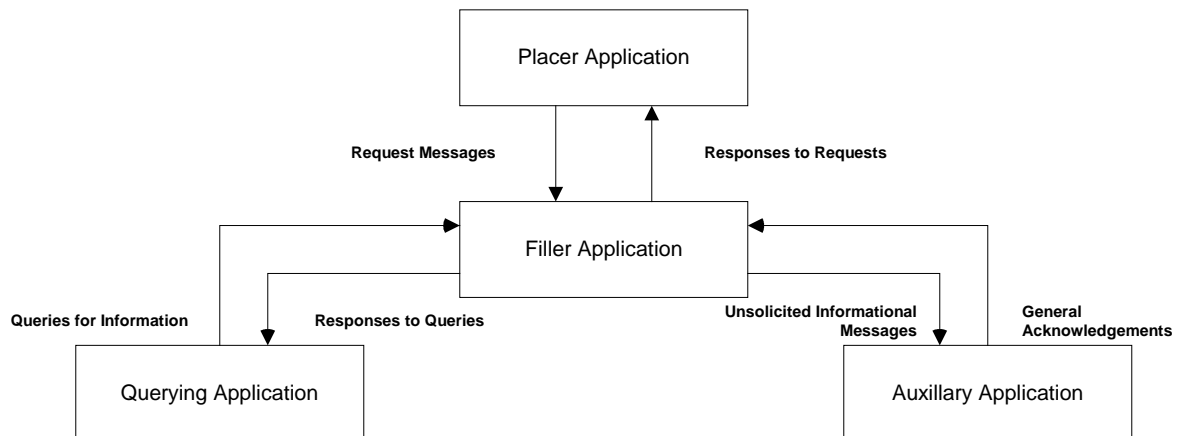 Placer Application
Request Messages
Responses to Requests
Filler Application
Queries for Information
Responses to Queries
Unsolicited Informational
Messages
General
Acknowledgements
Querying Application
Auxillary Application